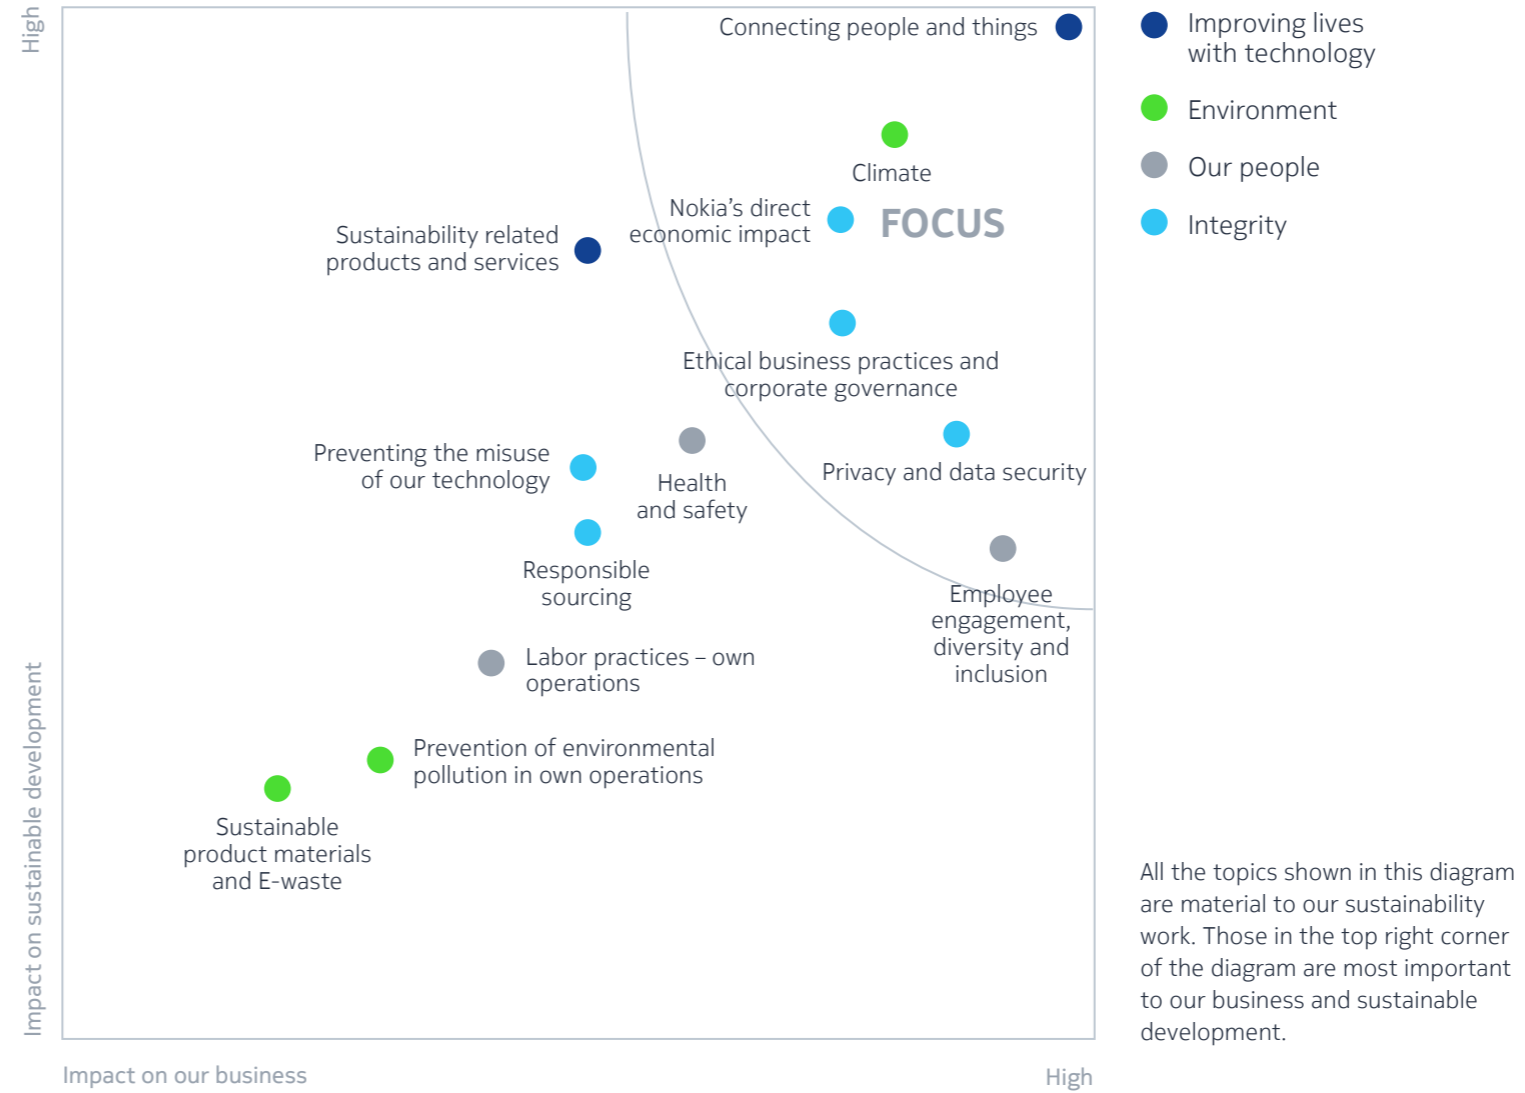 High
Connecting people and things
Improving lives
with technology
Environment
Our people
Integrity
Climate
Nokia’s direct
economic impact
FOCUS
Sustainability related
products and services
Ethical business practices and
corporate governance
Privacy and data security
Preventing the misuse
of our technology
Health
and safety
Responsible
sourcing
Employee
engagement,
diversity and
inclusion
Labor practices – own
operations
Prevention of environmental
pollution in own operations
Sustainable
product materials
and E-waste
Impact on sustainable development
All the topics shown in this diagram
are material to our sustainability
work. Those in the top right corner
of the diagram are most important
to our business and sustainable
development.
Impact on our business
High